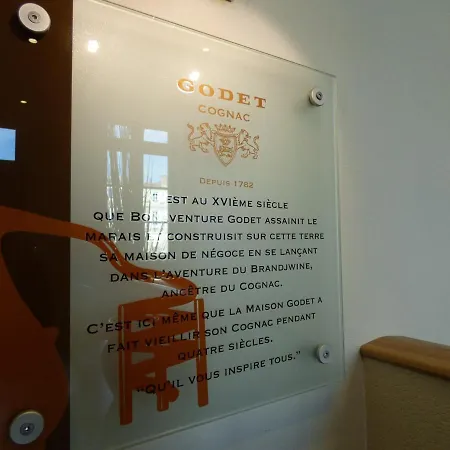 GODET
COGNAC
DEPUIS 1782
C'EST AU XVIÈME SIÈCLE
QUE BONAVENTURE GODET ASSAINIT LE
MARAIS ET CONSTRUISIT SUR CETTE TERRE
SA MAISON DE NÉGOCE EN SE LANÇANT
DANS L'AVENTURE DU BRANDWINE,
ANCÊTRE DU COGNAC.
C'EST ICI MÊME QUE LA MAISON GODET A
FAIT VIEILLIR SON COGNAC PENDANT
QUATRE SIÈCLES.
"QU'IL VOUS INSPIRE TOUS."